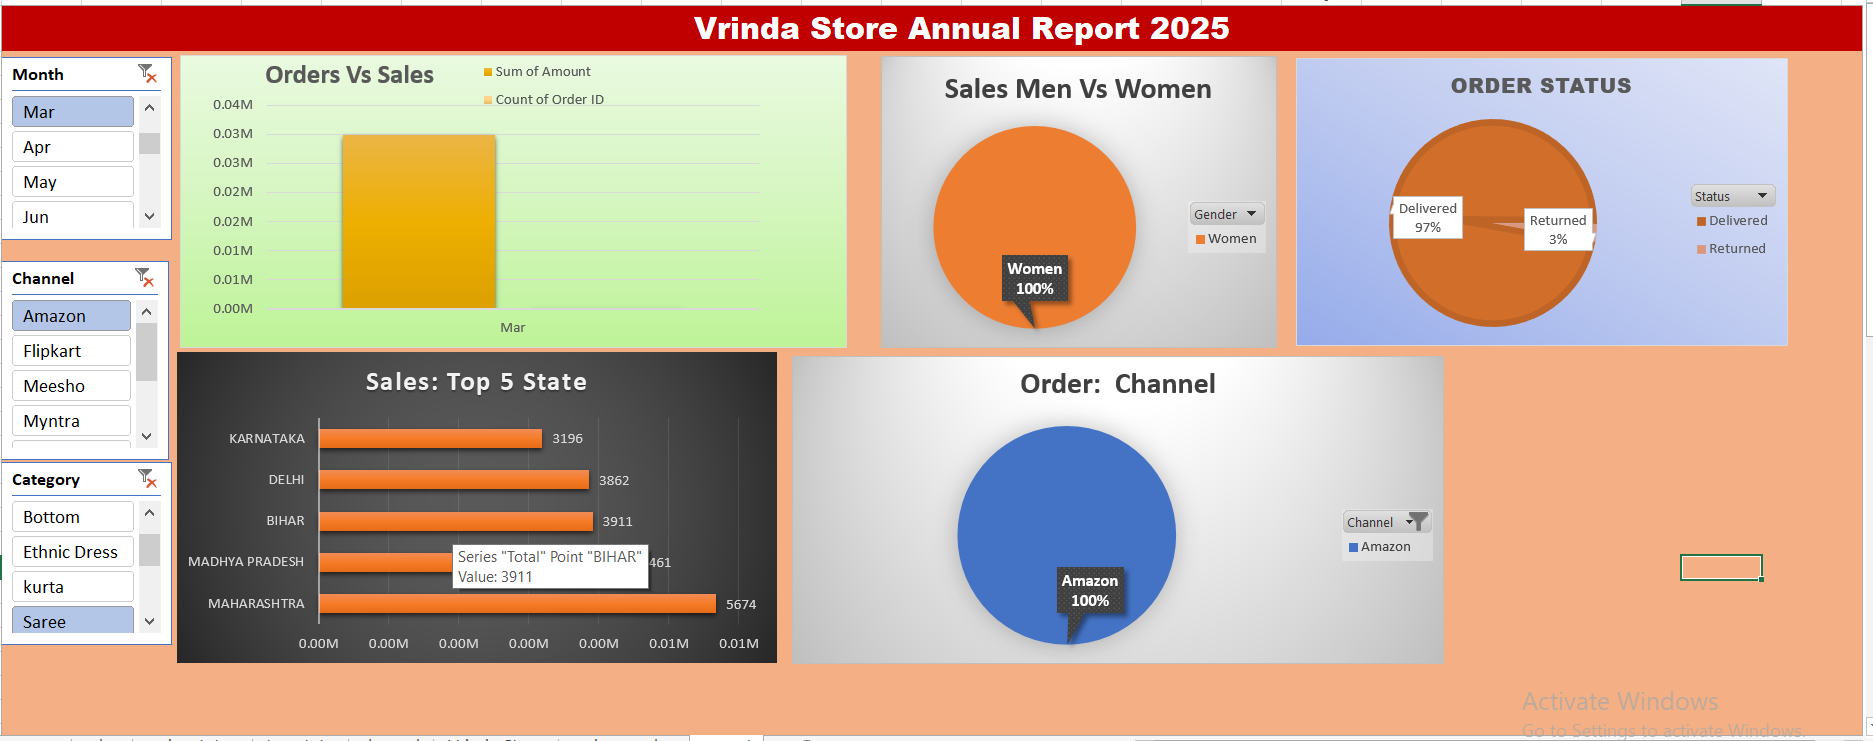 Vrinda Store Annual Report 2025
Month
Mar
Apr
May
Jun
Channel
Amazon
Flipkart
Meesho
Myntra
Category
Bottom
Ethnic Dress
kurta
Saree
Orders Vs Sales
Sum of Amount
Count of Order ID
0.04M
0.03M
0.03M
0.02M
0.02M
0.01M
0.01M
0.00M
Mar
Sales Men Vs Women
Women
100%
Gender
Women
ORDER STATUS
Delivered
97%
Returned
3%
Status
Delivered
Returned
Sales: Top 5 State
KARNATAKA 3196
DELHI 3862
BIHAR 3911
MADHYA PRADESH 461
MAHARASHTRA 5674
Series "Total" Point "BIHAR"
Value: 3911
0.00M 0.00M 0.00M 0.00M 0.00M 0.01M 0.01M
Order: Channel
Amazon
100%
Channel
Amazon
Activate Windows
Go to Settings to activate Windows.